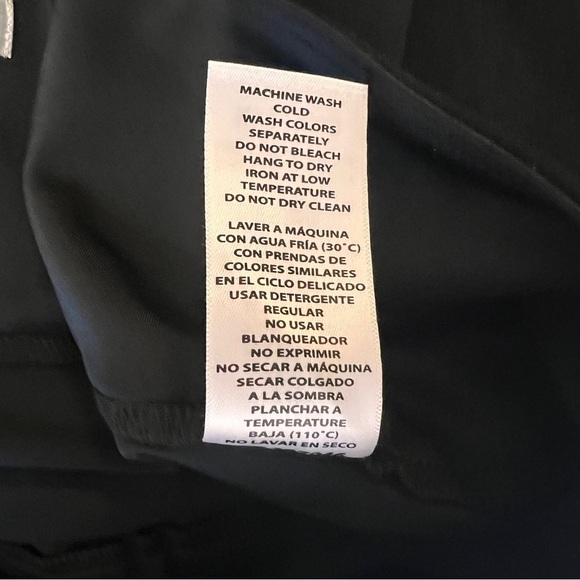 MACHINE WASH
COLD
WASH COLORS
SEPARATELY
DO NOT BLEACH
HANG TO DRY
IRON AT LOW
TEMPERATURE
DO NOT DRY CLEAN
LAVER A MÁQUINA
CON AGUA FRÍA (30˚C)
CON PRENDAS DE
COLORES SIMILARES
EN EL CICLO DELICADO
USAR DETERGENTE
REGULAR
NO USAR
BLANQUEADOR
NO EXPRIMIR
NO SECAR A MÁQUINA
SECAR COLGADO
A LA SOMBRA
PLANCHAR A
TEMPERATURE
BAJA (110˚C)
NO LAVAR EN SECO